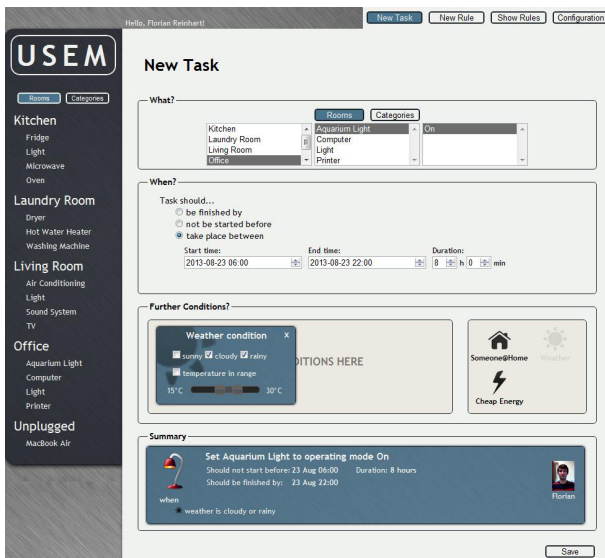 Hello, Florian Reinhart!
New Task
New Rule
Show Rules
Configuration
USEM
Rooms
Categories
Kitchen
Fridge
Light
Microwave
Oven
Laundry Room
Dryer
Hot Water Heater
Washing Machine
Living Room
Air Conditioning
Light
Sound System
TV
Office
Aquarium Light
Computer
Light
Printer
Unplugged
MacBook Air
New Task
What?
Rooms
Categories
Kitchen
Laundry Room
Living Room
Office
Aquarium Light
Computer
Light
Printer
On
When?
Task should...
be finished by
not be started before
take place between
Start time:
End time:
Duration:
2013-08-23 06:00
2013-08-23 22:00
8 h 0 min
Further Conditions?
Weather condition x
sunny cloudy rainy
temperature in range
15°C 30°C
DITIONS HERE
Someone@Home
Weather
Cheap Energy
Summary
Set Aquarium Light to operating mode On
Should not start before: 23 Aug 06:00 Duration: 8 hours
Should be finished by: 23 Aug 22:00
Florian
when
weather is cloudy or rainy
Save